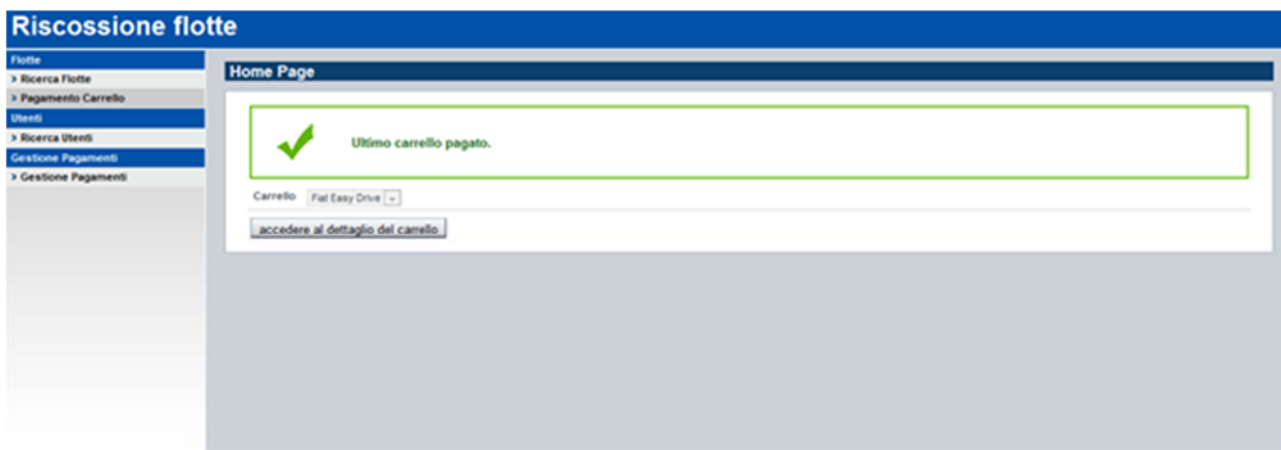 Riscossione flotte
Flotte
> Ricerca Flotte
> Pagamento Carrello
Utenti
> Ricerca Utenti
Gestione Pagamenti
> Gestione Pagamenti
Home Page
Ultimo carrello pagato.
Carrello Fiat Easy Drive
accedere al dettaglio del carrello